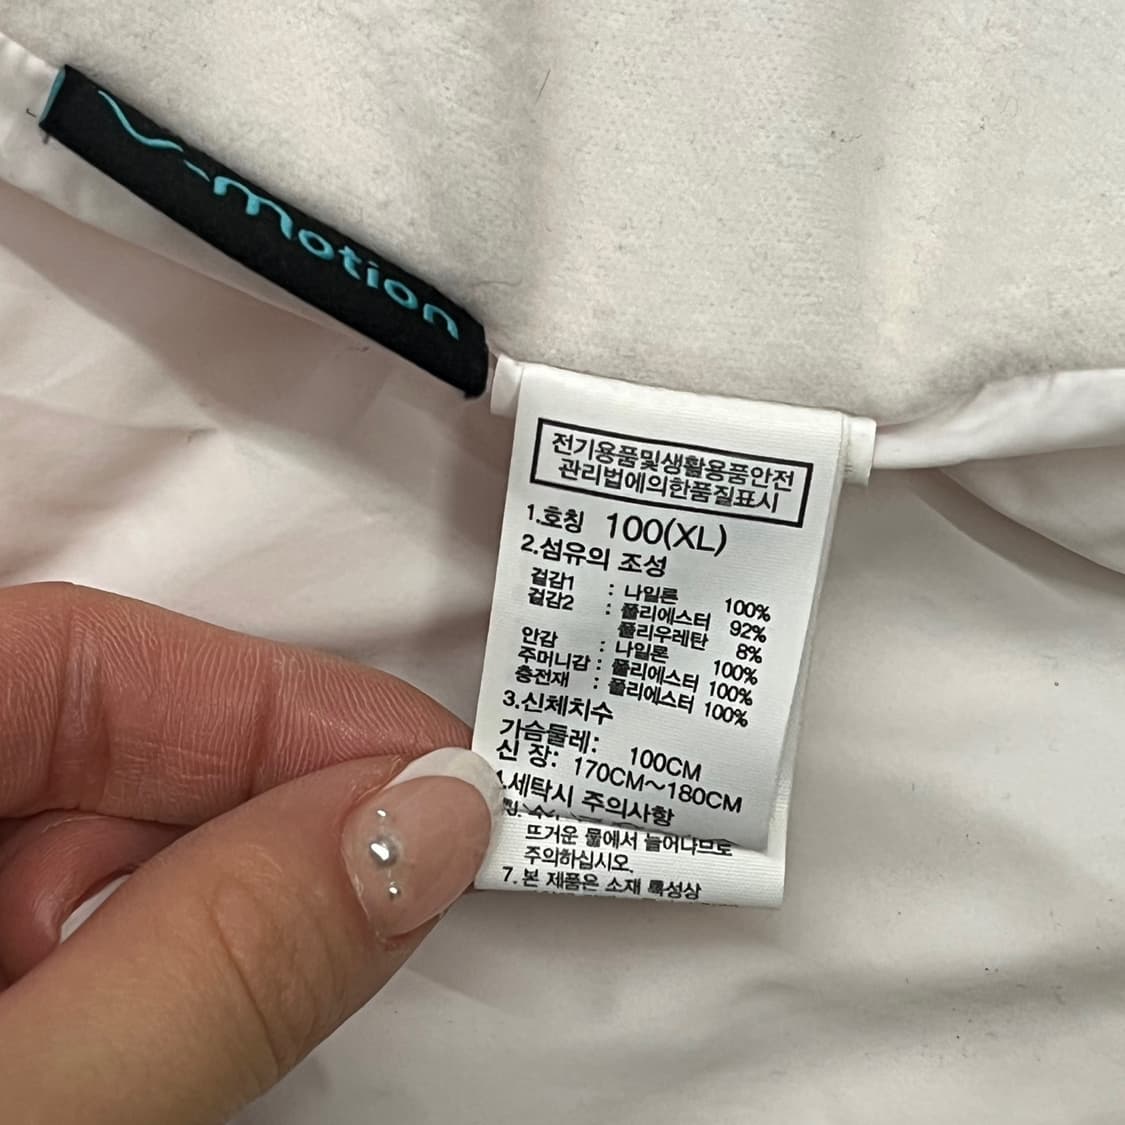 V-motion
전기용품및생활용품안전
관리법에의한품질표시
1.호칭 100(XL)
2.섬유의 조성
겉감1 : 나일론 100%
겉감2 : 폴리에스터 92%
폴리우레탄 8%
안감 : 나일론 100%
주머니감 : 폴리에스터 100%
충전재 : 폴리에스터 100%
3.신체치수
가슴둘레: 100CM
신 장: 170CM~180CM
4.세탁시 주의사항
뜨거운 물에서 늘어나므로
주의하십시오.
7.본 제품은 소재 특성상